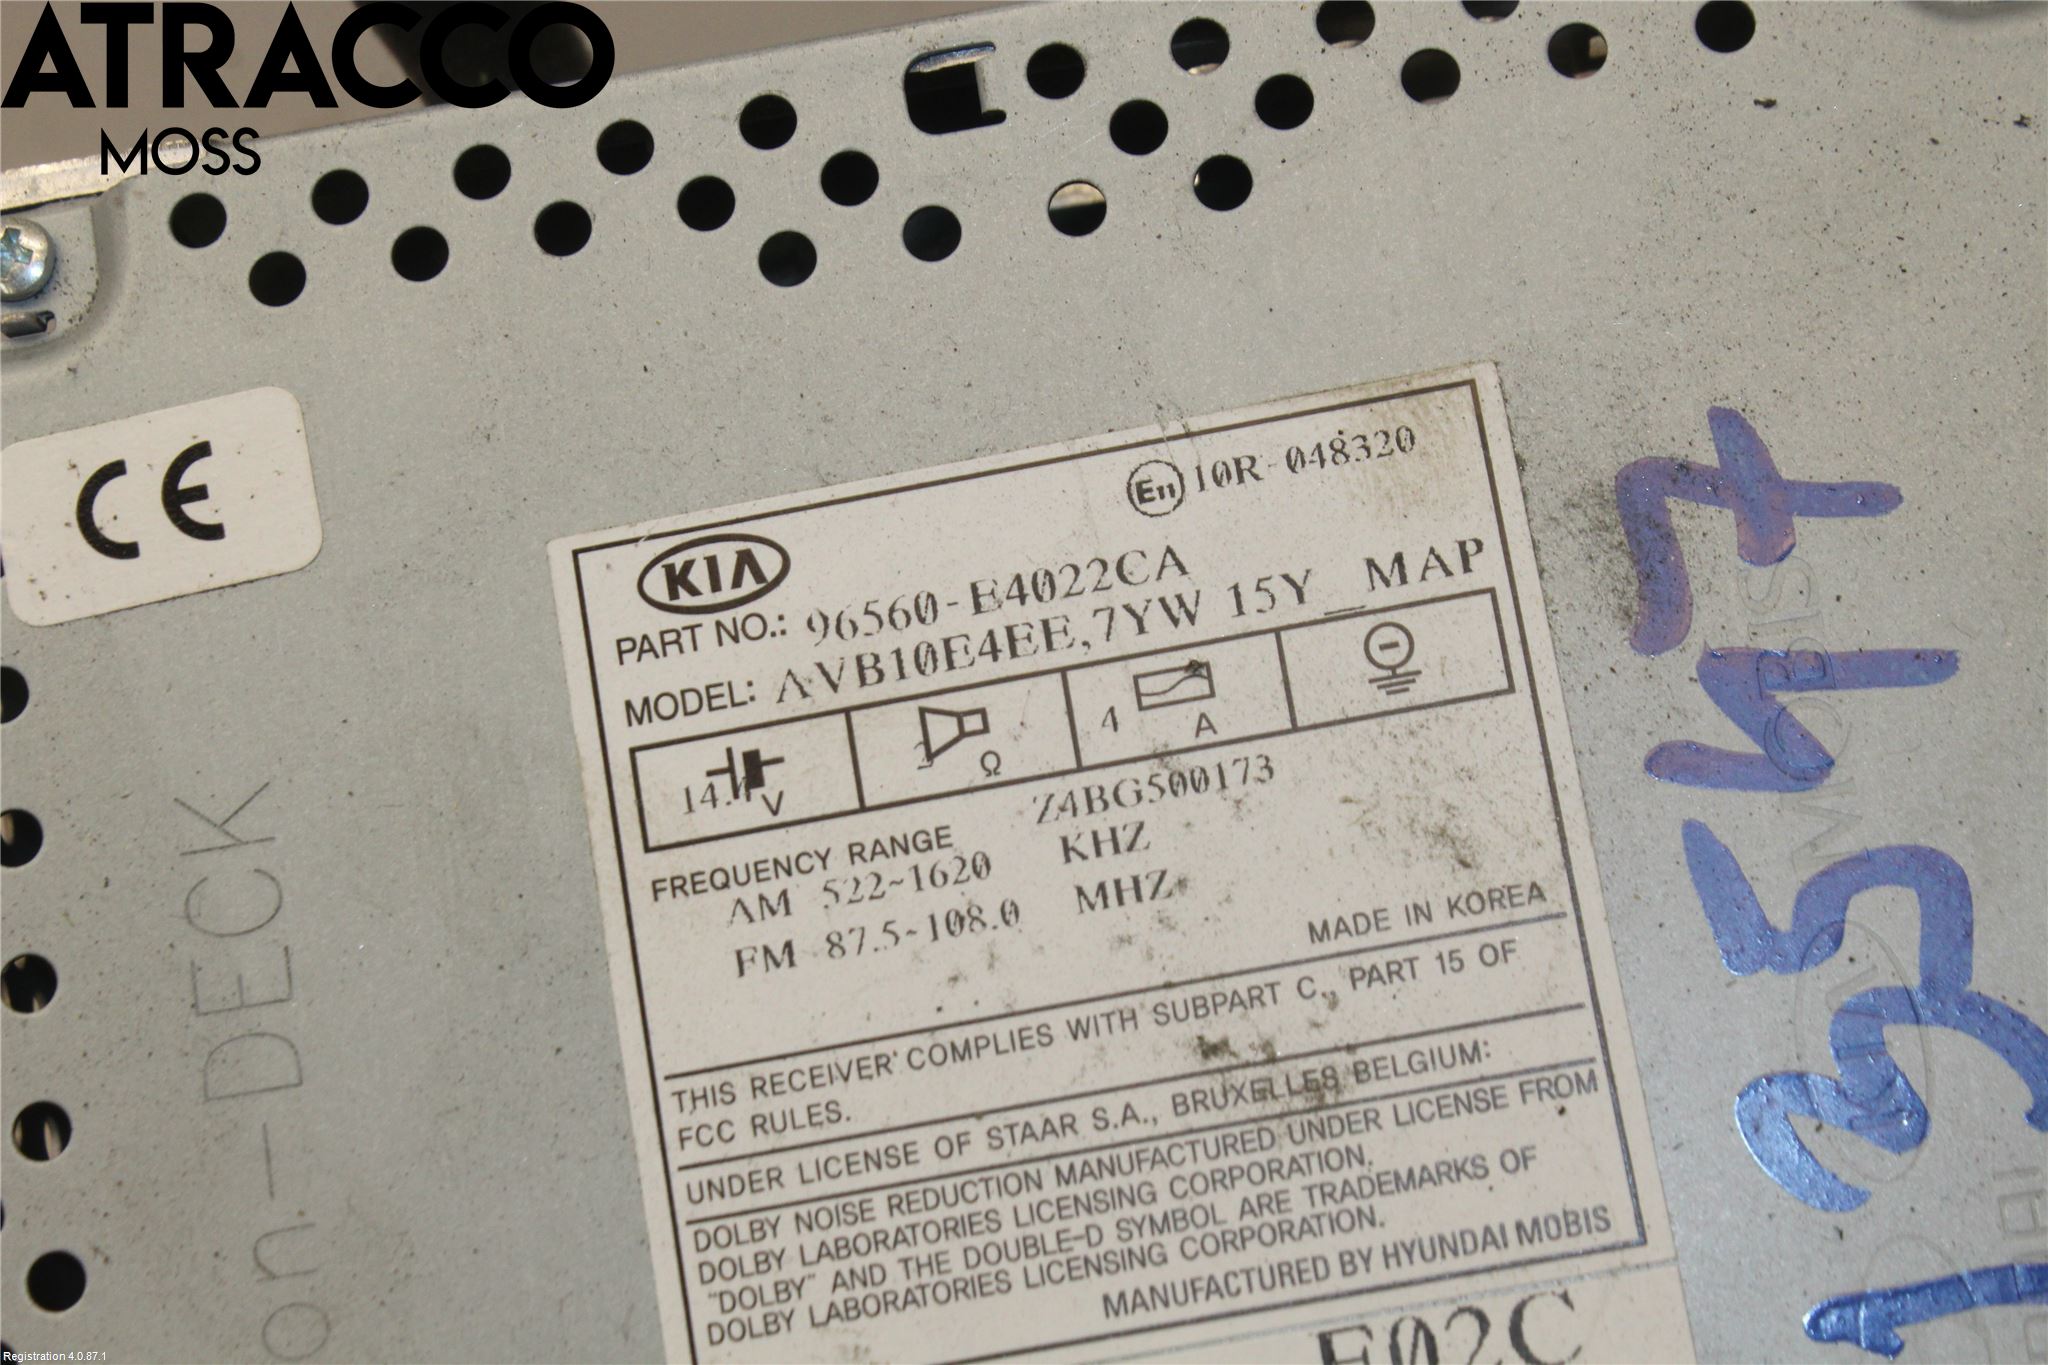 ATRACCO
MOSS
CE
KIA
E11 10R-048320
PART NO.: 96560-E4022CA
MODEL: AVB10E4EE,7YW 15Y_MAP
V
Ω
4 A
Z4BG500173
FREQUENCY RANGE
AM 522~1620 KHZ
FM 87.5~108.0 MHZ
MADE IN KOREA
THIS RECEIVER COMPLIES WITH SUBPART C., PART 15 OF
FCC RULES.
UNDER LICENSE OF STAAR S.A., BRUXELLES BELGIUM:
DOLBY NOISE REDUCTION MANUFACTURED UNDER LICENSE FROM
DOLBY LABORATORIES LICENSING CORPORATION.
"DOLBY" AND THE DOUBLE-D SYMBOL ARE TRADEMARKS OF
DOLBY LABORATORIES LICENSING CORPORATION.
MANUFACTURED BY HYUNDAI MOBIS
E02C
on-DECK
MOBIS
Registration 4.0.87.1